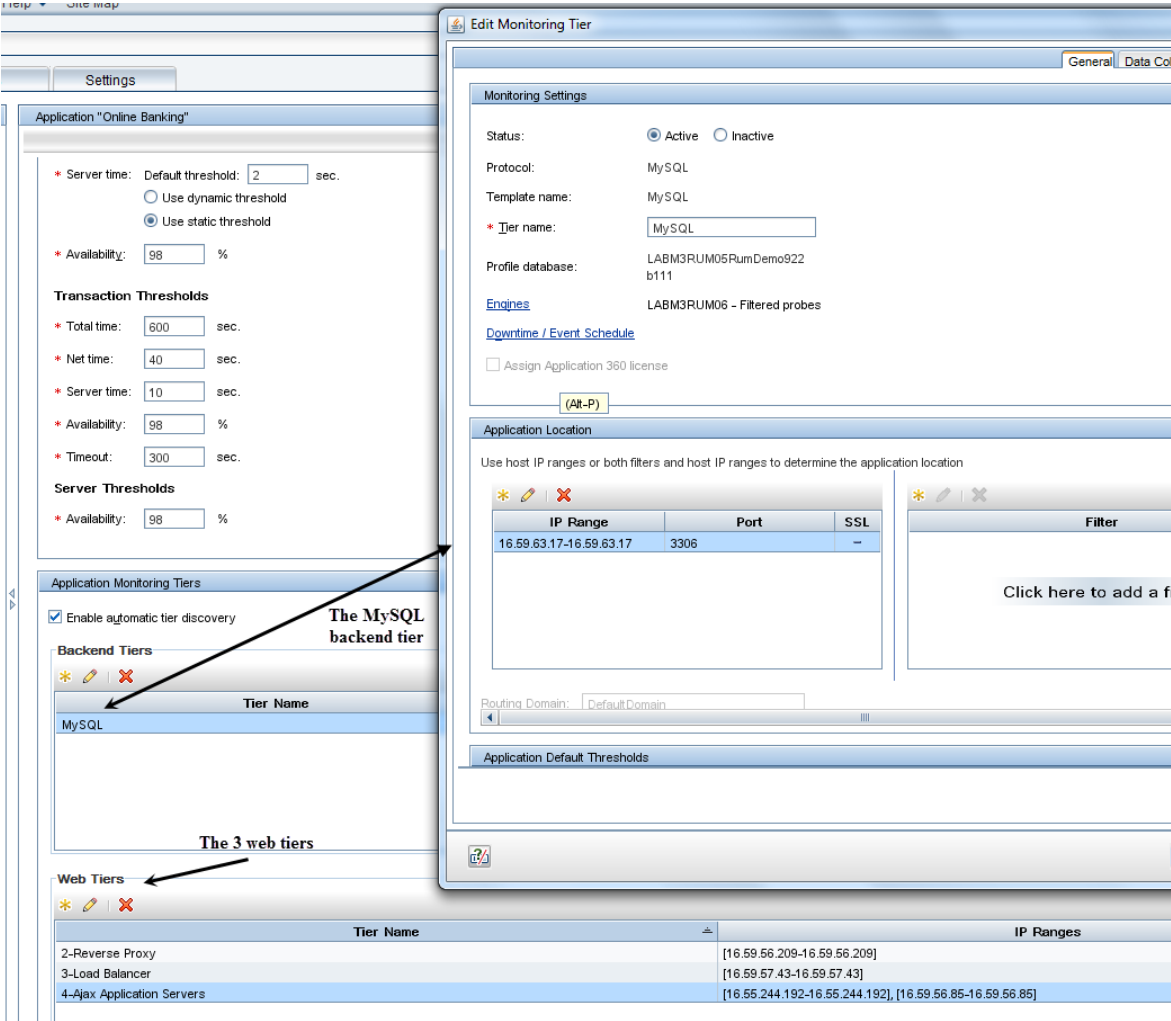 Help Site Map
Settings
Application "Online Banking"
* Server time: Default threshold: 2 sec.
Use dynamic threshold
Use static threshold
* Availability: 98 %
Transaction Thresholds
* Total time: 600 sec.
* Net time: 40 sec.
* Server time: 10 sec.
* Availability: 98 %
* Timeout: 300 sec.
Server Thresholds
* Availability: 98 %
Application Monitoring Tiers
Enable automatic tier discovery
The MySQL
backend tier
Backend Tiers
Tier Name
MySQL
The 3 web tiers
Web Tiers
Tier Name IP Ranges
2-Reverse Proxy [16.59.56.209-16.59.56.209]
3-Load Balancer [16.59.57.43-16.59.57.43]
4-Ajax Application Servers [16.55.244.192-16.55.244.192], [16.59.56.85-16.59.56.85]
Edit Monitoring Tier
General Data Col
Monitoring Settings
Status: Active Inactive
Protocol: MySQL
Template name: MySQL
* Tier name: MySQL
Profile database: LABM3RUM05RumDemo922
b111
Engines LABM3RUM06 - Filtered probes
Downtime / Event Schedule
Assign Application 360 license
(Alt-P)
Application Location
Use host IP ranges or both filters and host IP ranges to determine the application location
IP Range Port SSL
16.59.63.17-16.59.63.17 3306 --
Filter
Click here to add a fi
Routing Domain: DefaultDomain
Application Default Thresholds